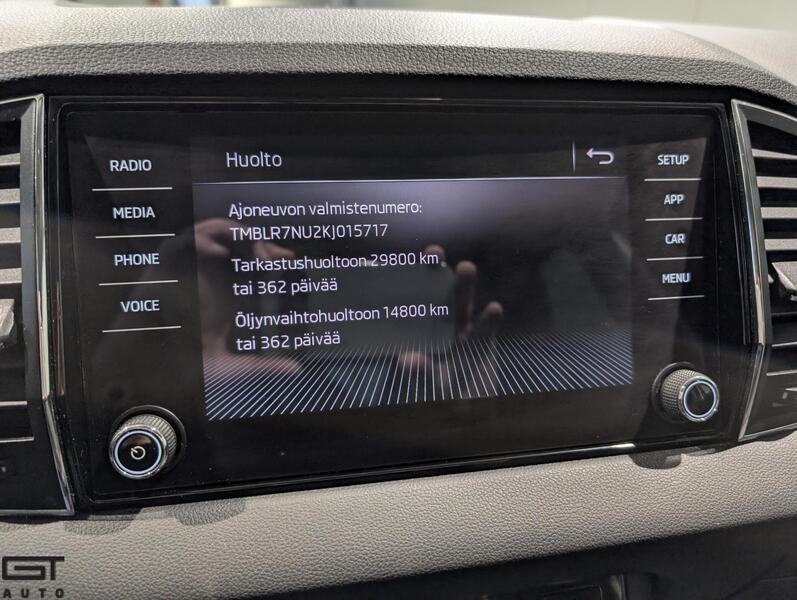 RADIO
MEDIA
PHONE
VOICE
Huolto
Ajoneuvon valmistenumero:
TMBLR7NU2KJ015717
Tarkastushuoltoon 29800 km
tai 362 päivää
Öljynvaihtohuoltoon 14800 km
tai 362 päivää
SETUP
APP
CAR
MENU
GT
AUTO